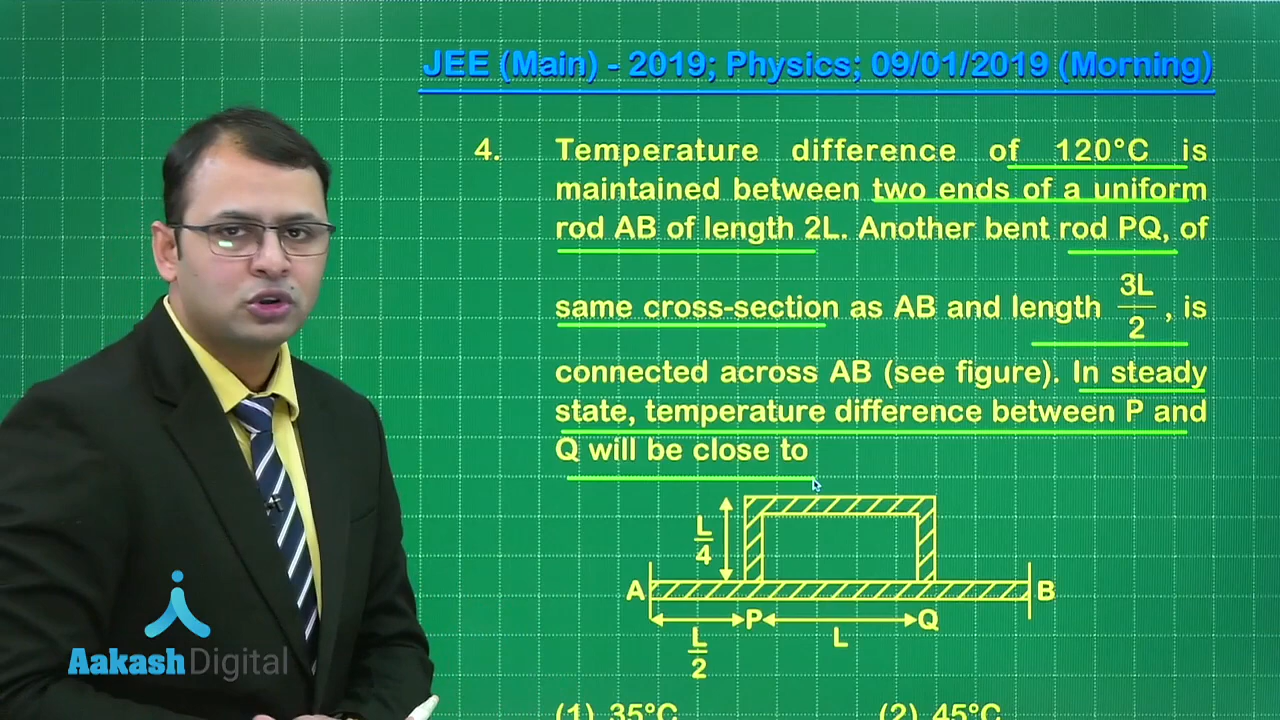 JEE (Main) - 2019; Physics; 09/01/2019 (Morning)
4. Temperature difference of 120°C is
maintained between two ends of a uniform
rod AB of length 2L. Another bent rod PQ, of
same cross-section as AB and length 3L/2, is
connected across AB (see figure). In steady
state, temperature difference between P and
Q will be close to
L/4
A B
P Q
L/2 L
Aakash Digital
(1) 35°C (2) 45°C